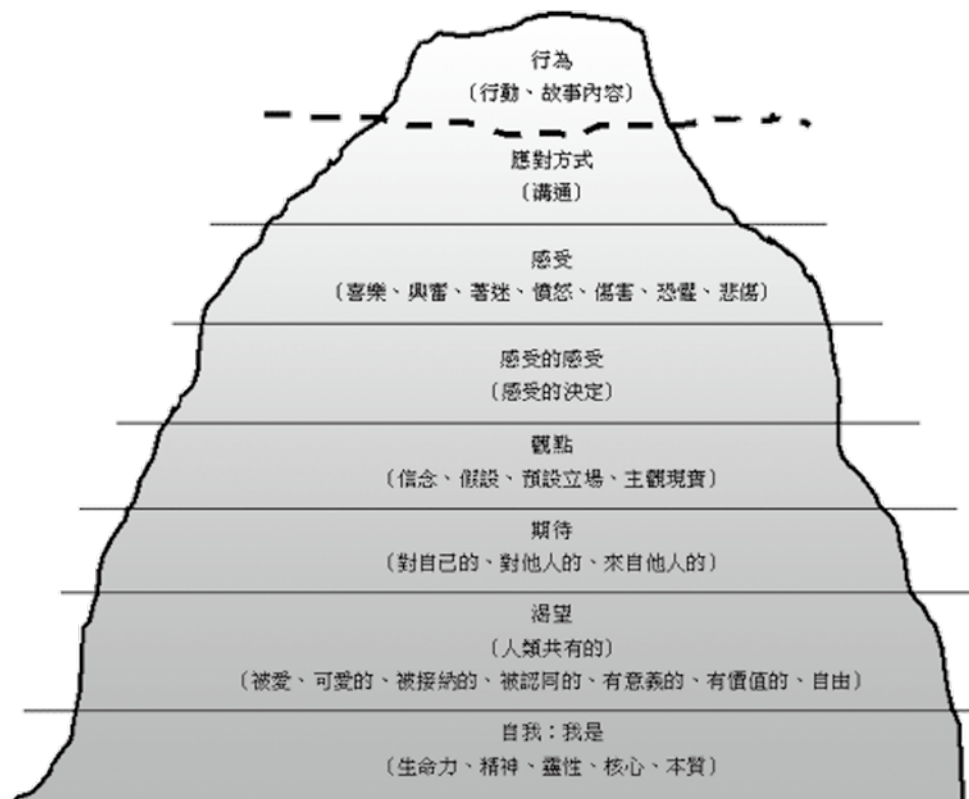 行為
〔行動、故事內容〕
應對方式
〔溝通〕
感受
〔喜樂、興奮、著迷、憤怒、傷害、恐懼、悲傷〕
感受的感受
〔感受的決定〕
觀點
〔信念、假設、預設立場、主觀現實〕
期待
〔對自己的、對他人的、來自他人的〕
渴望
〔人類共有的〕
〔被愛、可愛的、被接納的、被認同的、有意義的、有價值的、自由〕
自我：我是
〔生命力、精神、靈性、核心、本質〕